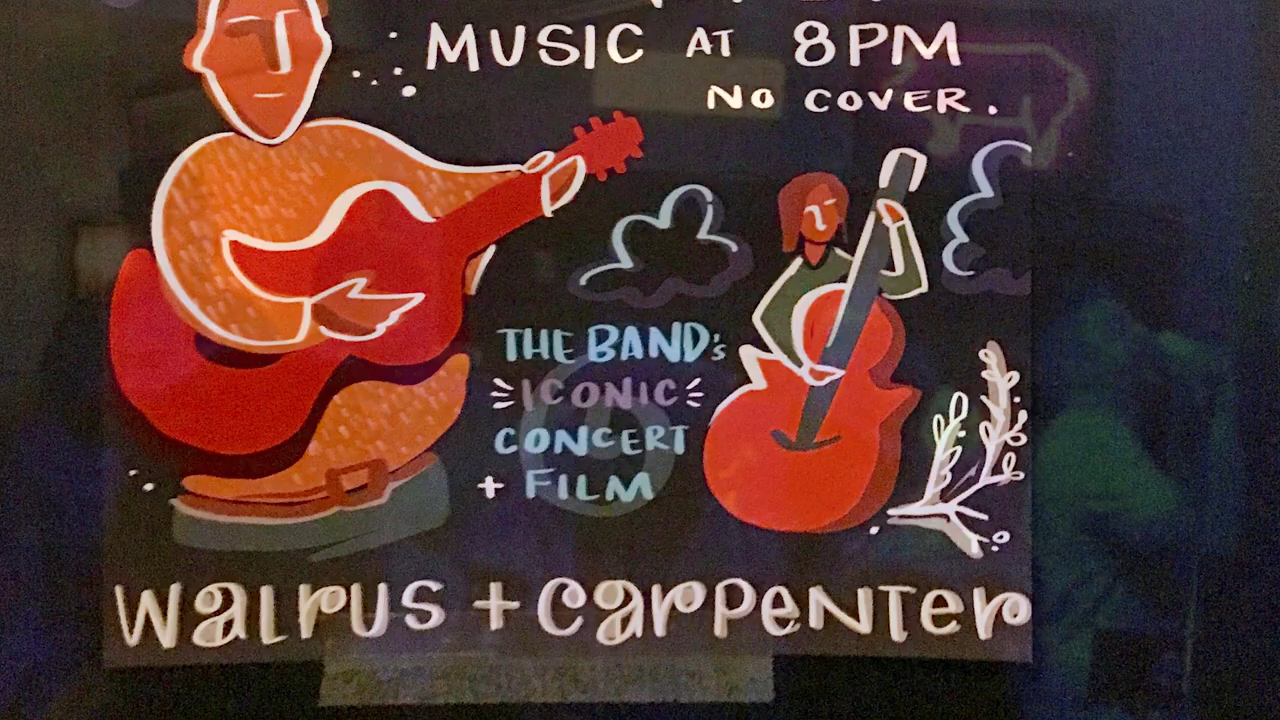 MUSIC AT 8PM
NO COVER.
THE BAND's
ICONIC
CONCERT
+ FILM
Walrus + Carpenter